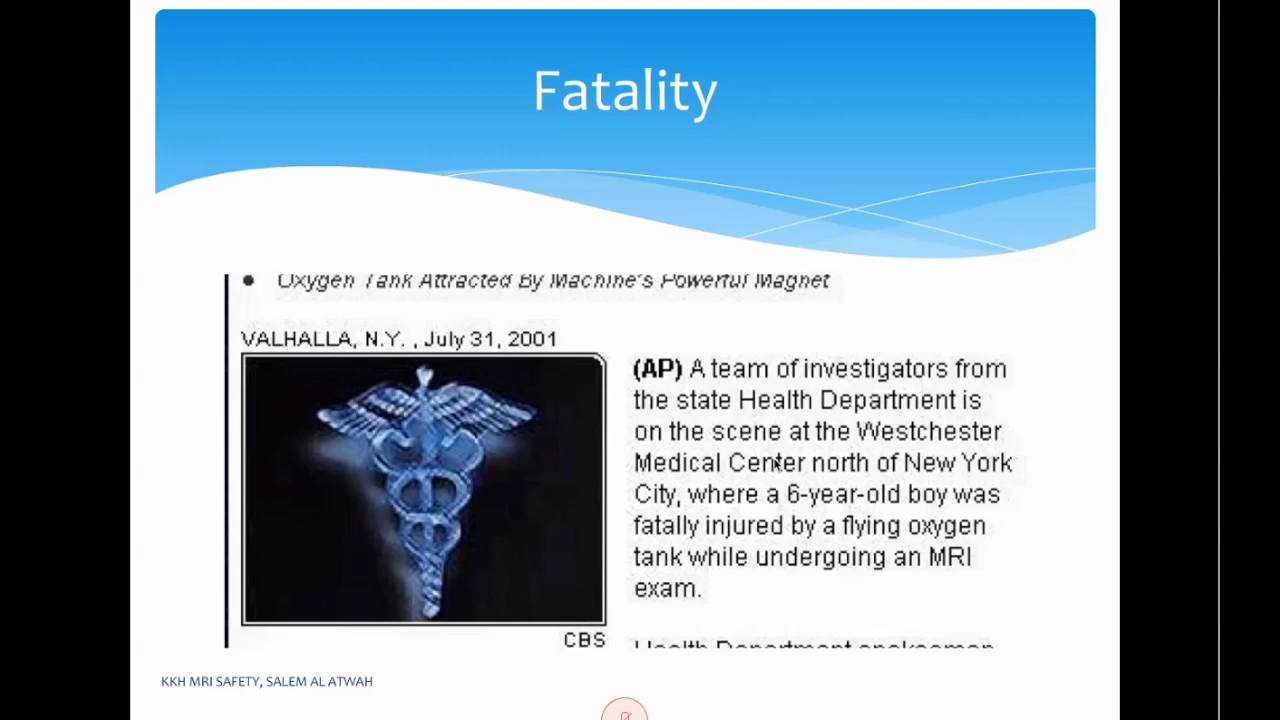 Fatality
• Oxygen Tank Attracted By Machine's Powerful Magnet
VALHALLA, N.Y. , July 31, 2001
(AP) A team of investigators from
the state Health Department is
on the scene at the Westchester
Medical Center north of New York
City, where a 6-year-old boy was
fatally injured by a flying oxygen
tank while undergoing an MRI
exam.
CBS
Health Department spokesman
KKH MRI SAFETY, SALEM AL ATWAH